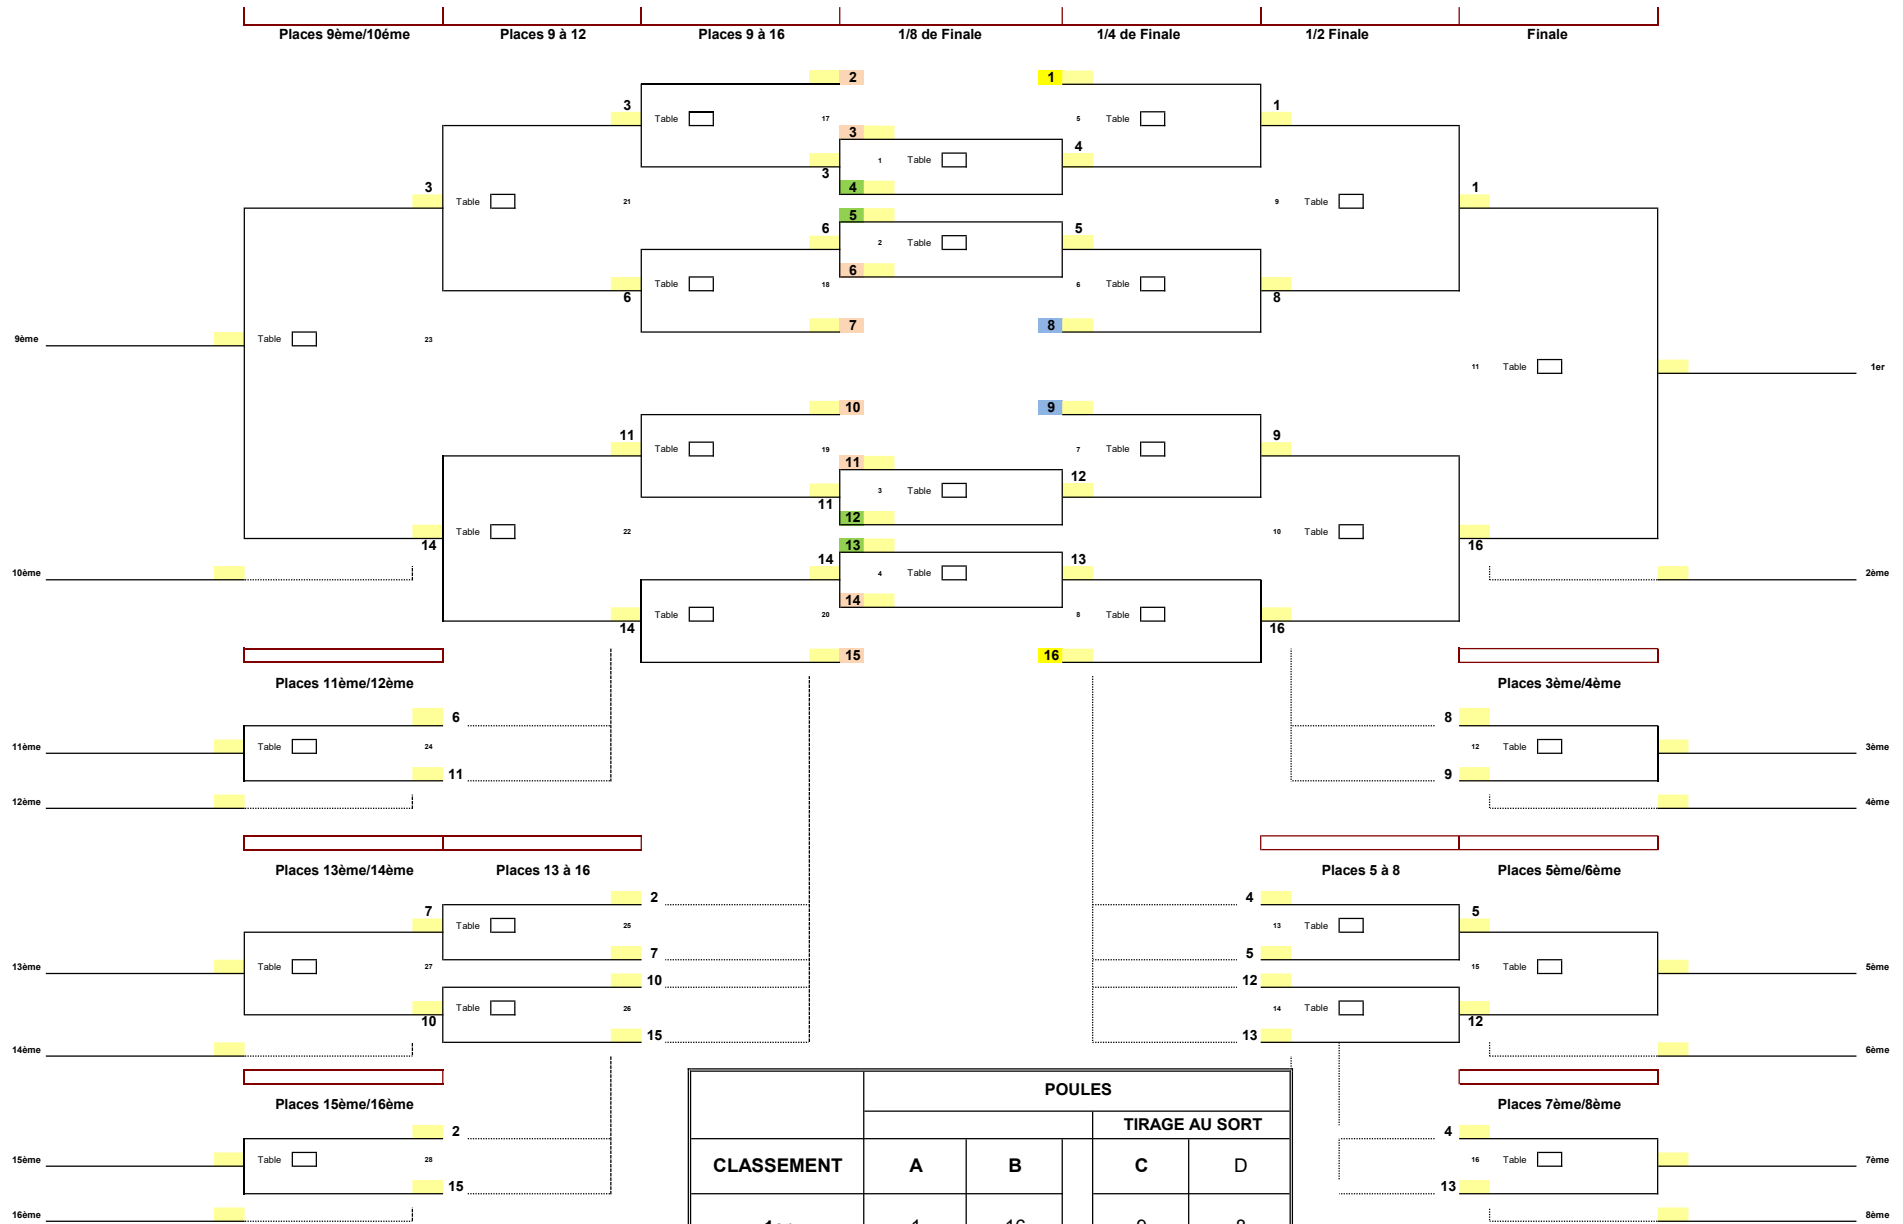 Places 9ème/10éme Places 9 à 12 Places 9 à 16 1/8 de Finale 1/4 de Finale 1/2 Finale Finale
2 1
3 1
Table 17 5 Table
3
1 Table 4
3
3 4 1
Table 21 9 Table
5
6 2 Table 5
6
Table 18 6 Table
6 8
7 8
9ème Table 23
11 Table 1er
10 9
11 9
Table 19 7 Table
11
12
3 Table
11
12
Table 22 10 Table
14 13 16
14 4 Table 13
10ème 2ème
14
Table 20 8 Table
14 16
15 16
Places 11ème/12ème Places 3ème/4ème
6 8
11ème Table 24 12 Table 3ème
11 9
12ème 4ème
Places 13ème/14ème Places 13 à 16 Places 5 à 8 Places 5ème/6ème
2 4
7 5
Table 25 13 Table
7 5
13ème Table 27 15 Table 5ème
10 12
Table 26 14 Table
10 12
15 13
14ème 6ème
POULES
Places 15ème/16ème Places 7ème/8ème
TIRAGE AU SORT
2 4
15ème Table 28 16 Table 7ème
CLASSEMENT A B C D
15 13
16ème 8ème